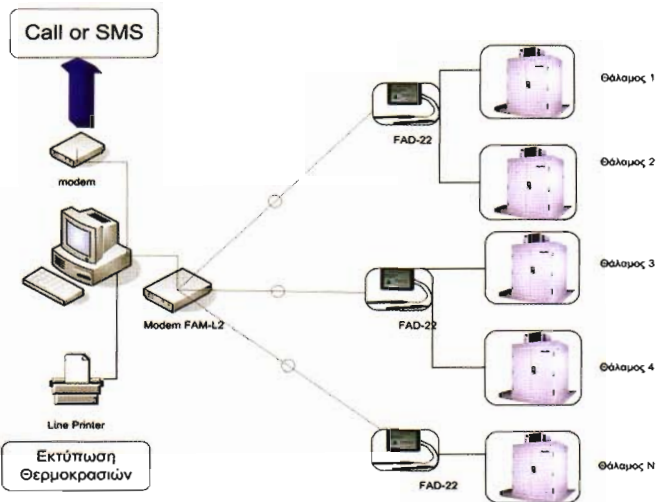 Call or SMS
modem
Modem FAM-L2
Line Printer
Εκτύπωση
Θερμοκρασιών
FAD-22
FAD-22
FAD-22
Θάλαμος 1
Θάλαμος 2
Θάλαμος 3
Θάλαμος 4
Θάλαμος Ν